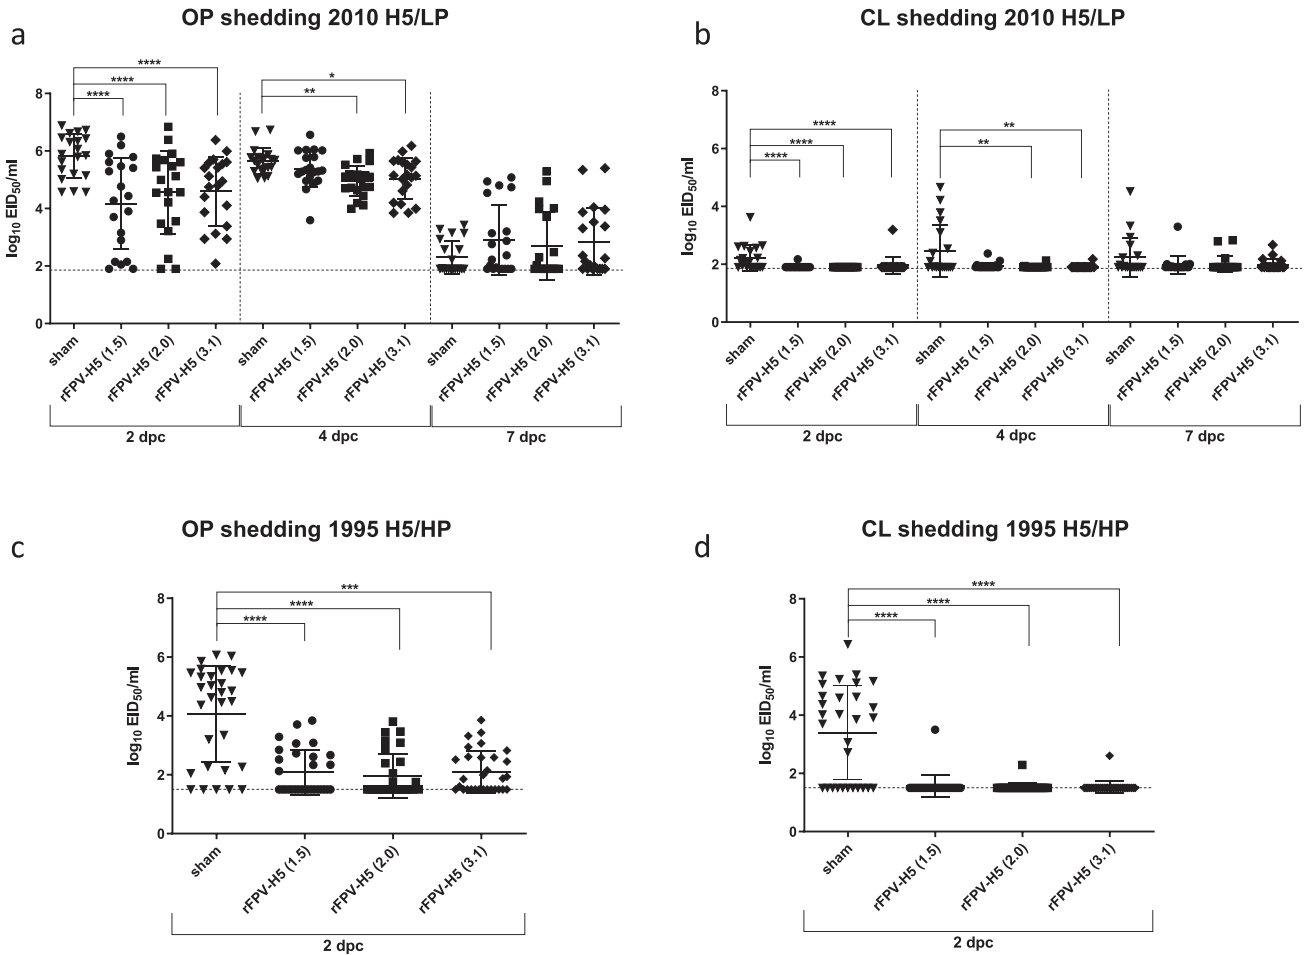 a
OP shedding 2010 H5/LP
log10 EID50/ml
8
6
4
2
0
****
****
****
*
**
sham
rFPV-H5 (1.5)
rFPV-H5 (2.0)
rFPV-H5 (3.1)
sham
rFPV-H5 (1.5)
rFPV-H5 (2.0)
rFPV-H5 (3.1)
sham
rFPV-H5 (1.5)
rFPV-H5 (2.0)
rFPV-H5 (3.1)
2 dpc
4 dpc
7 dpc
b
CL shedding 2010 H5/LP
log10 EID50/ml
8
6
4
2
0
****
****
****
**
**
sham
rFPV-H5 (1.5)
rFPV-H5 (2.0)
rFPV-H5 (3.1)
sham
rFPV-H5 (1.5)
rFPV-H5 (2.0)
rFPV-H5 (3.1)
sham
rFPV-H5 (1.5)
rFPV-H5 (2.0)
rFPV-H5 (3.1)
2 dpc
4 dpc
7 dpc
c
OP shedding 1995 H5/HP
log10 EID50/ml
8
6
4
2
0
***
****
****
sham
rFPV-H5 (1.5)
rFPV-H5 (2.0)
rFPV-H5 (3.1)
2 dpc
d
CL shedding 1995 H5/HP
log10 EID50/ml
8
6
4
2
0
****
****
****
sham
rFPV-H5 (1.5)
rFPV-H5 (2.0)
rFPV-H5 (3.1)
2 dpc